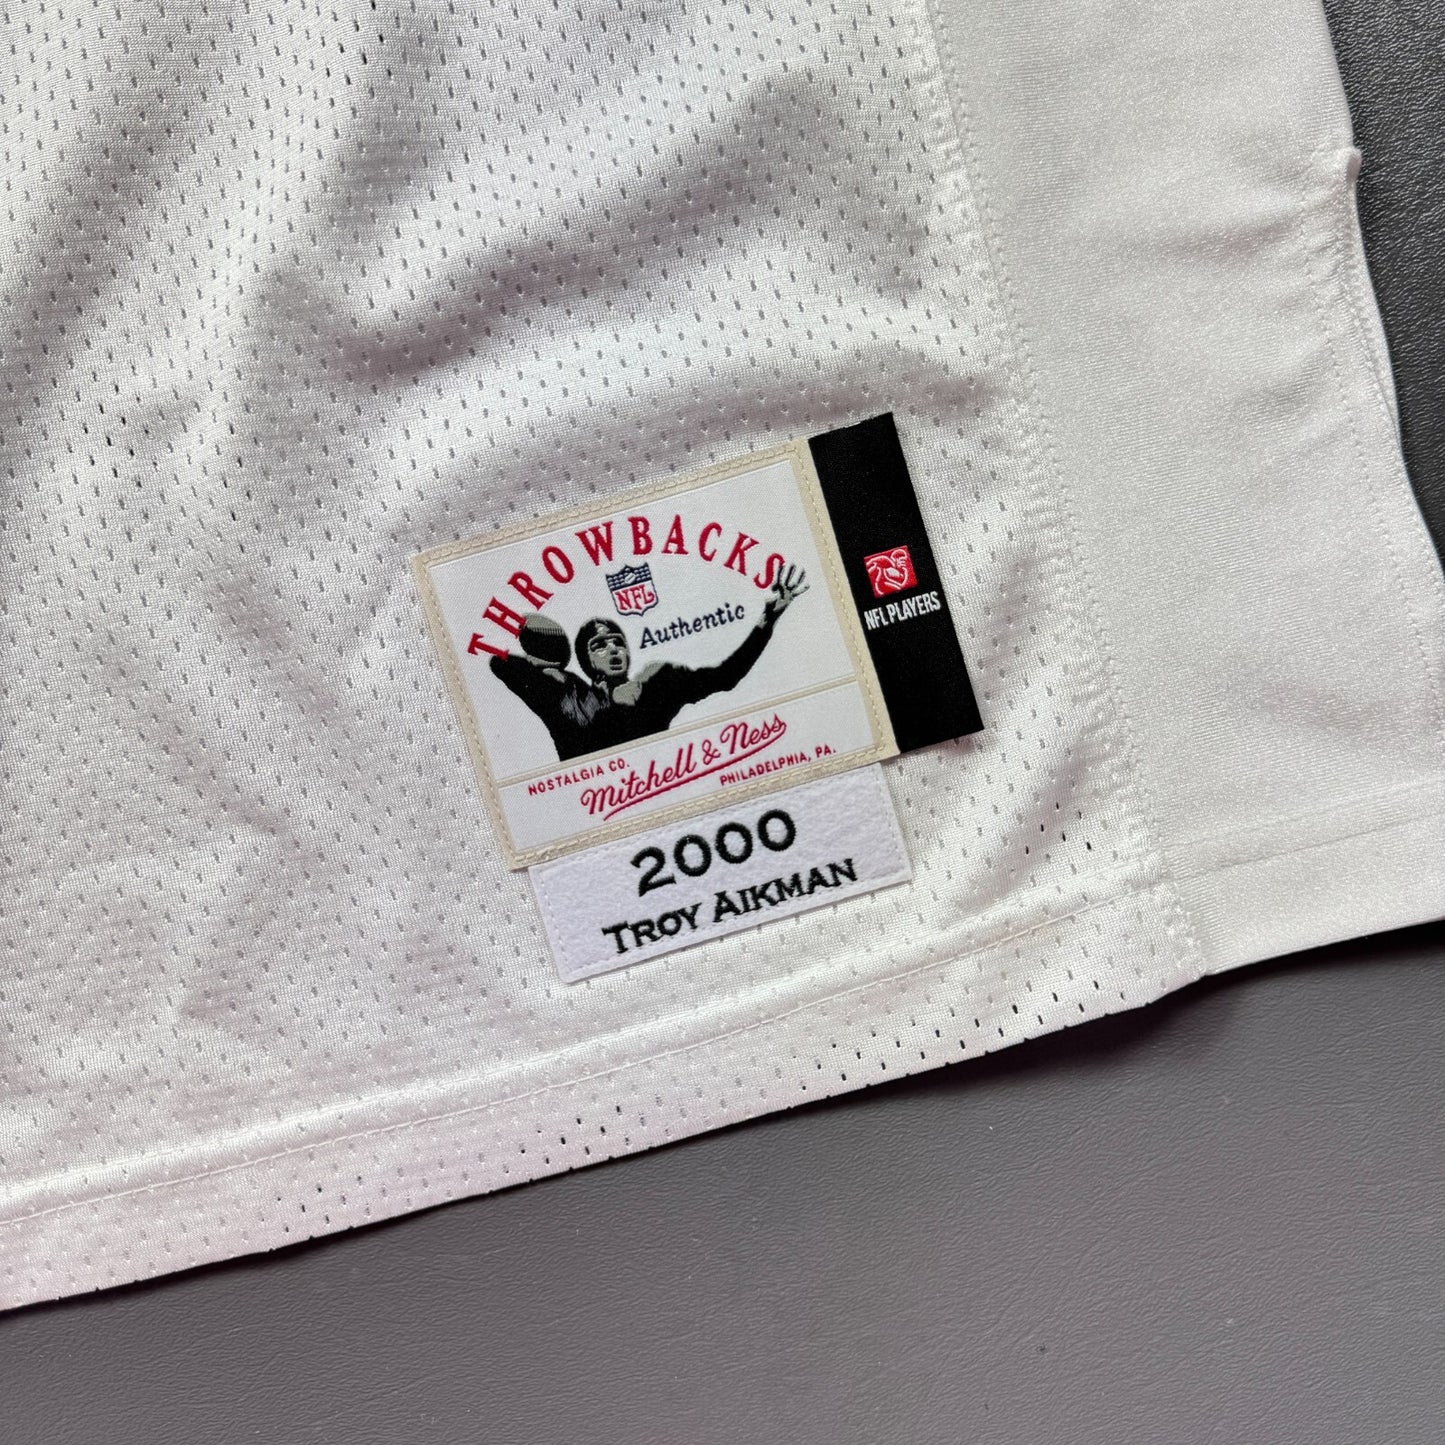 THROWBACKS
NFL
Authentic
NOSTALGIA CO.
Mitchell & Ness
PHILADELPHIA, PA.
NFL PLAYERS
2000
TROY AIKMAN